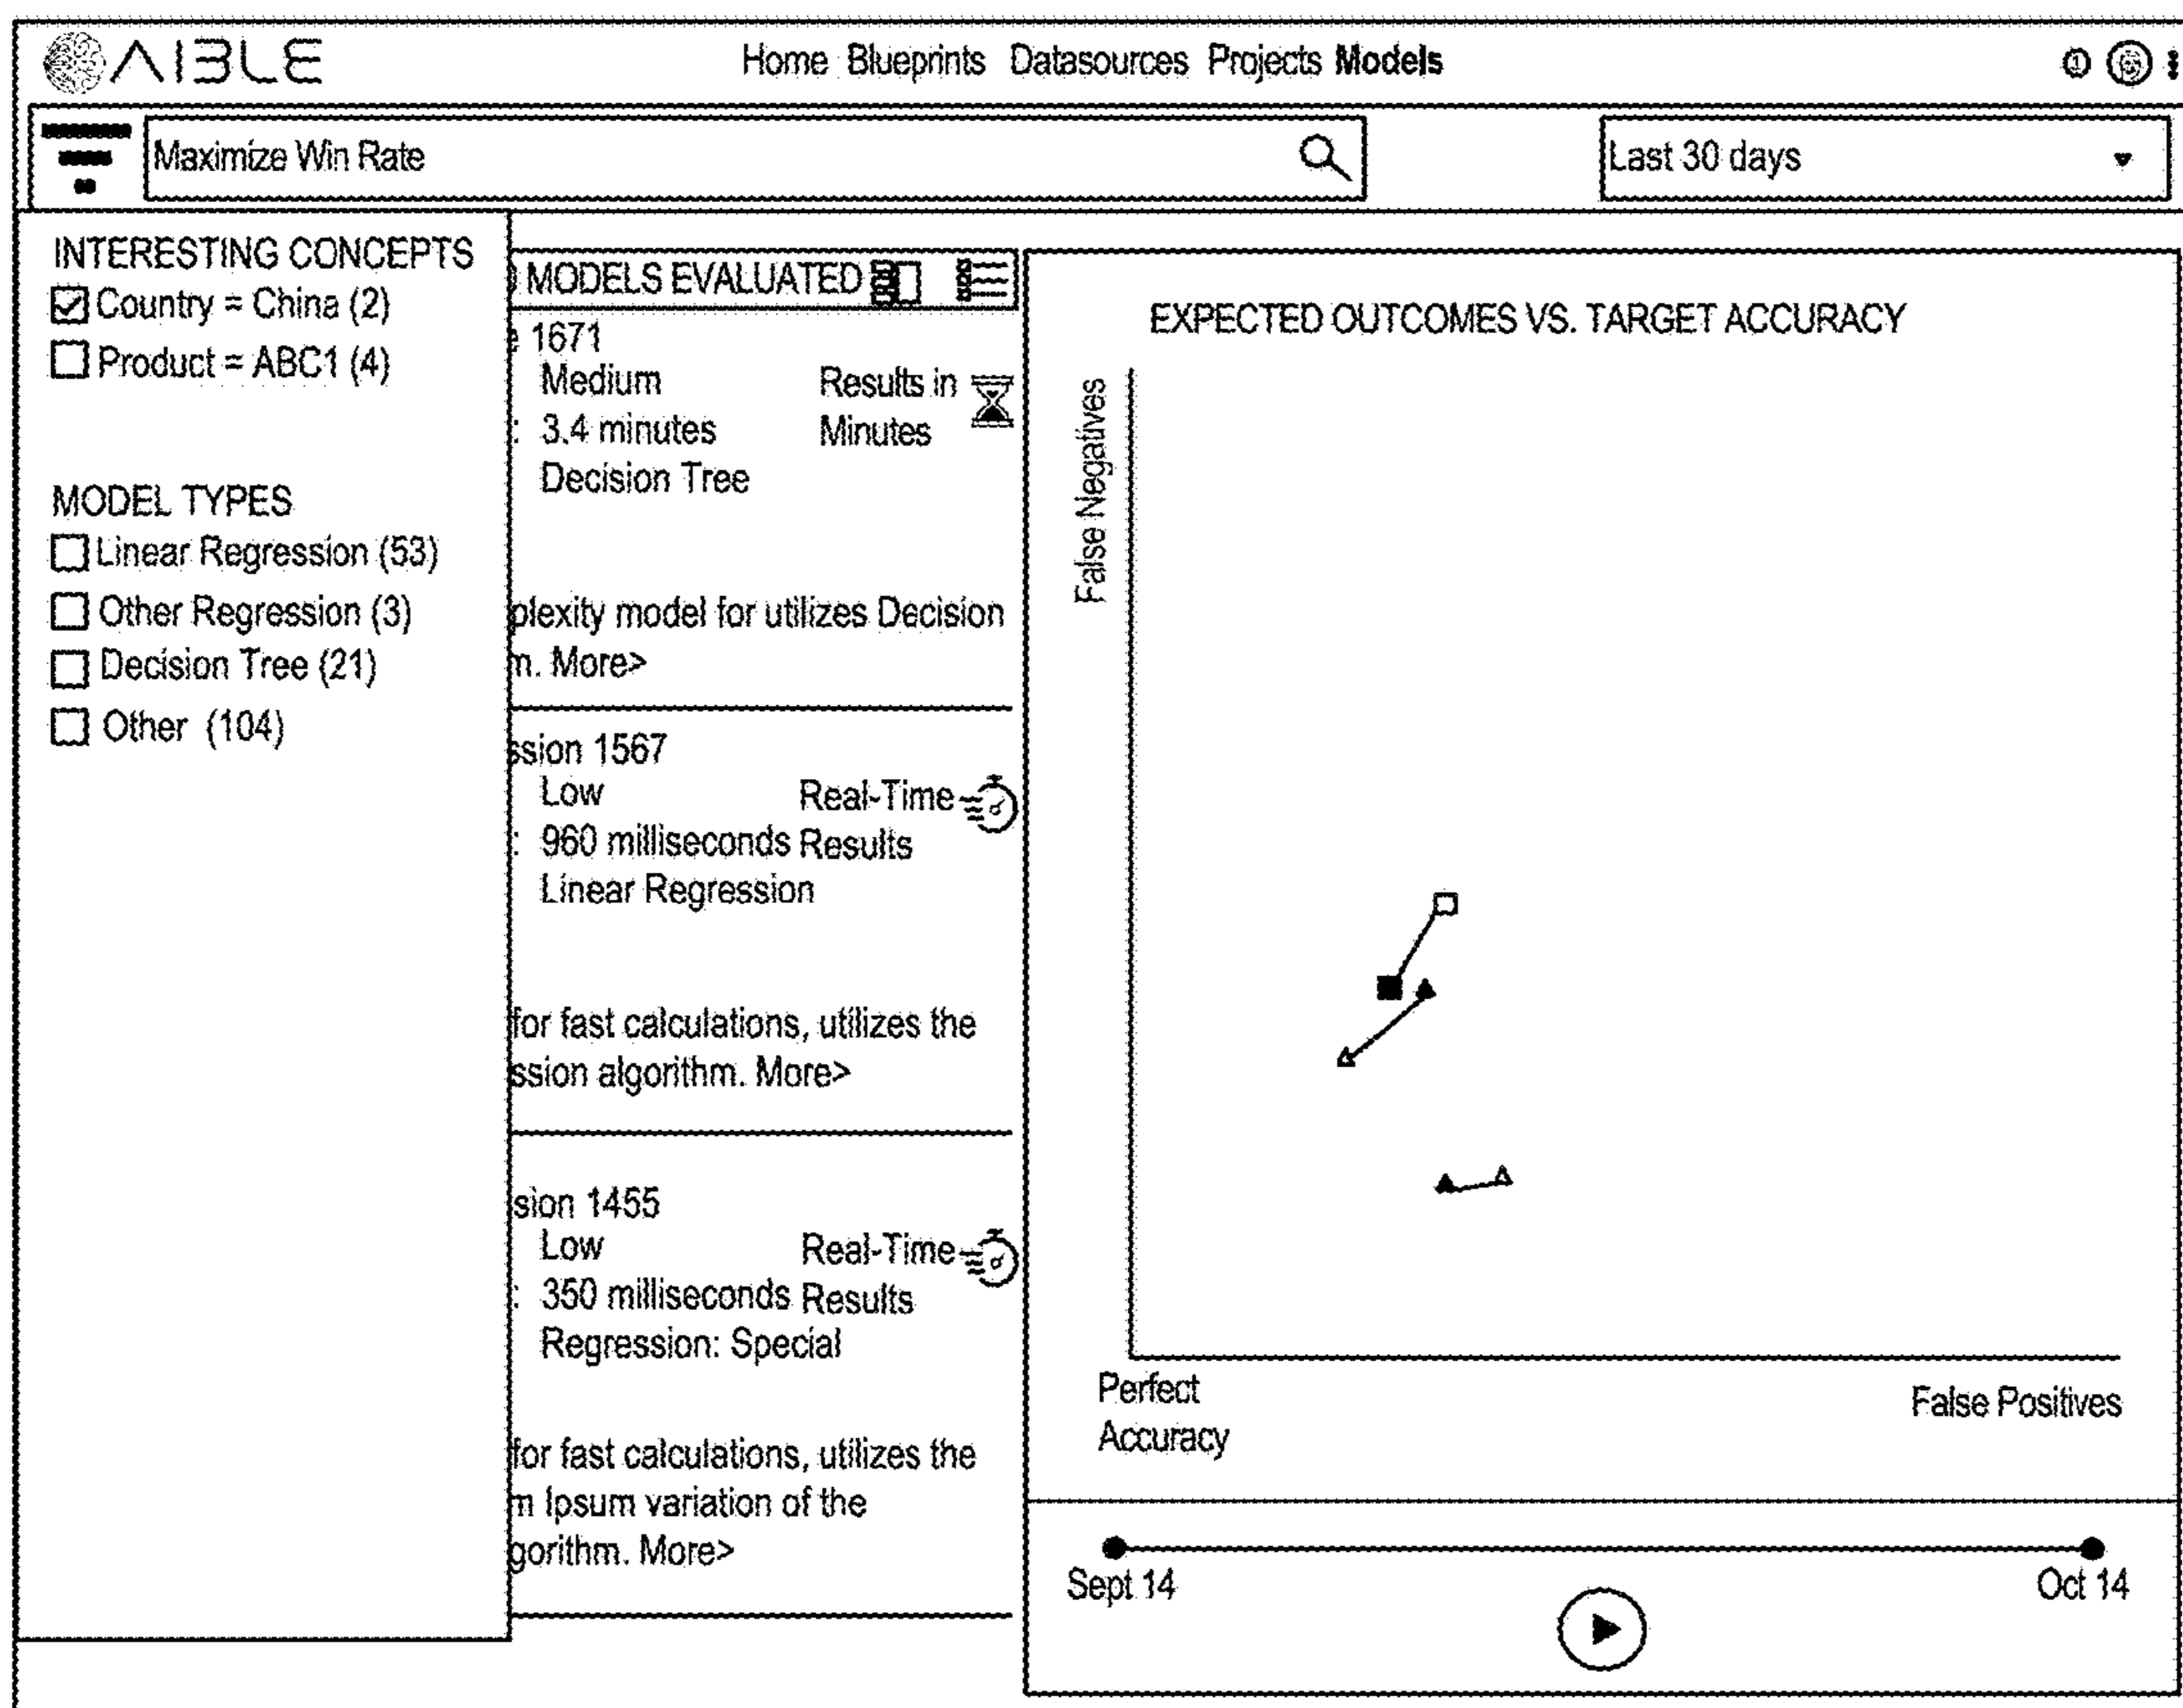 AIBLE
Home Blueprints Datasources Projects Models
Maximize Win Rate
Last 30 days
INTERESTING CONCEPTS
Country = China (2)
Product = ABC1 (4)
MODEL TYPES
Linear Regression (53)
Other Regression (3)
Decision Tree (21)
Other (104)
MODELS EVALUATED
1671
Medium
Results in
: 3.4 minutes
Minutes
Decision Tree
plexity model for utilizes Decision
m. More>
ssion 1567
Low
Real-Time
: 960 milliseconds
Results
Linear Regression
for fast calculations, utilizes the
ssion algorithm. More>
sion 1455
Low
Real-Time
: 350 milliseconds
Results
Regression: Special
for fast calculations, utilizes the
m Ipsum variation of the
gorithm. More>
EXPECTED OUTCOMES VS. TARGET ACCURACY
False Negatives
Perfect
Accuracy
False Positives
Sept 14
Oct 14